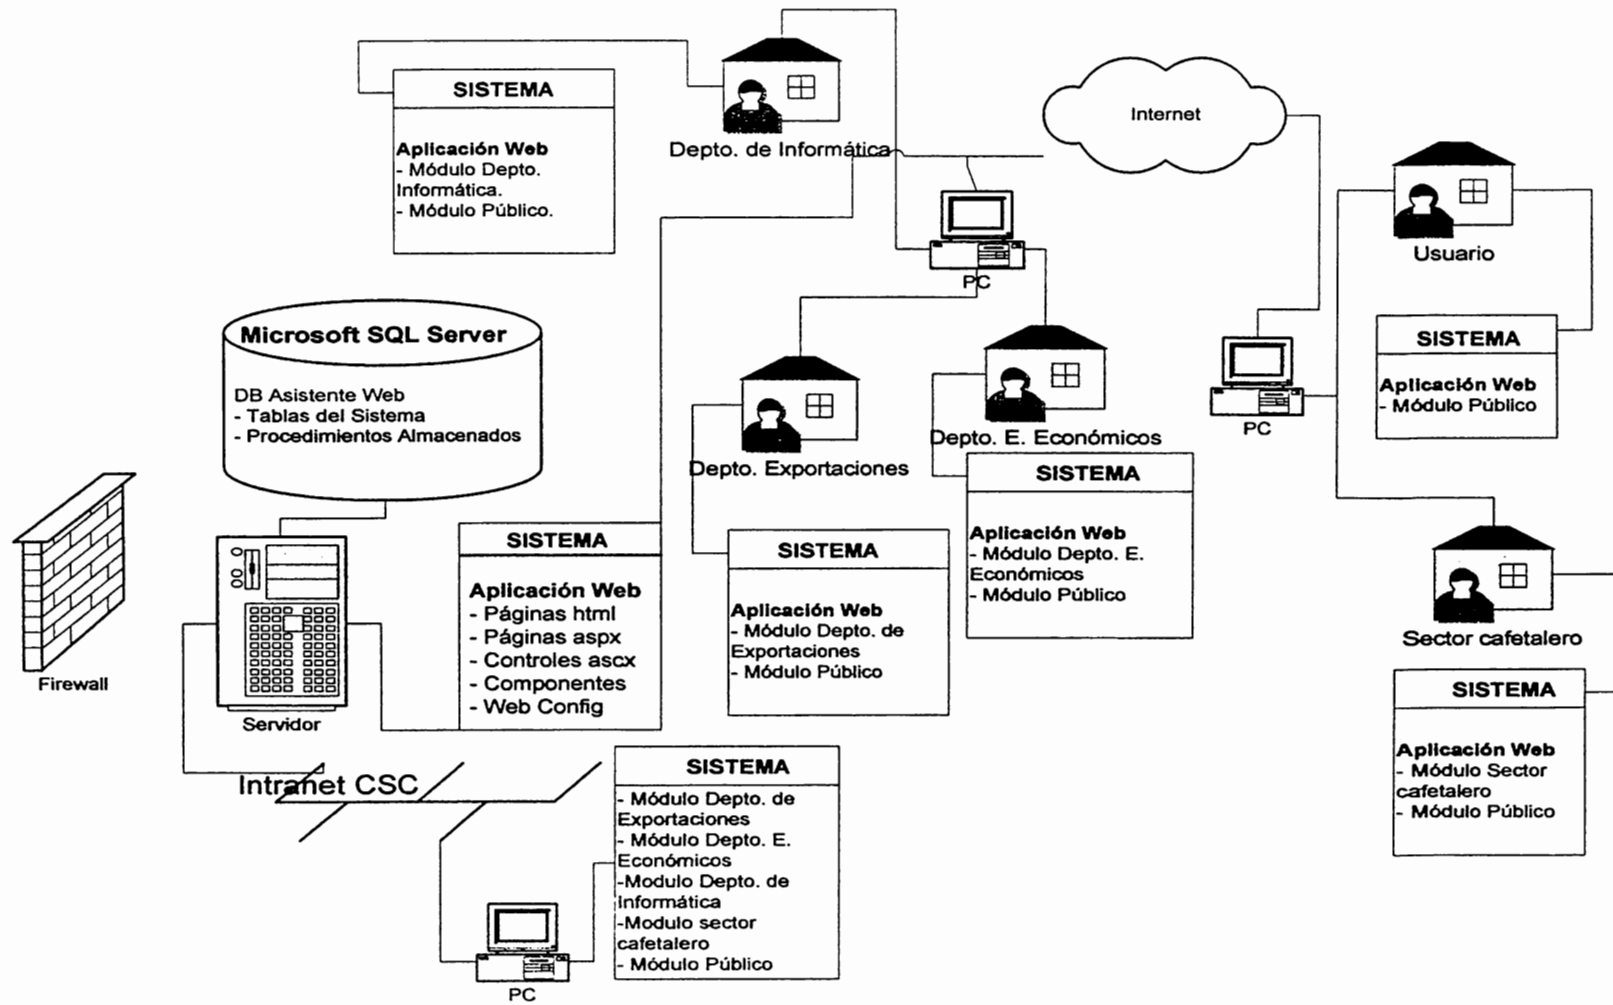 SISTEMA
Aplicación Web
- Módulo Depto.
Informática.
- Módulo Público.
Depto. de Informática
Internet
PC
Usuario
SISTEMA
Aplicación Web
- Módulo Público
PC
Microsoft SQL Server
DB Asistente Web
- Tablas del Sistema
- Procedimientos Almacenados
Depto. Exportaciones
Depto. E. Económicos
SISTEMA
Aplicación Web
- Módulo Depto. E.
Económicos
- Módulo Público
SISTEMA
Aplicación Web
- Módulo Depto. de
Exportaciones
- Módulo Público
Firewall
Servidor
SISTEMA
Aplicación Web
- Páginas html
- Páginas aspx
- Controles ascx
- Componentes
- Web Config
Sector cafetalero
SISTEMA
Aplicación Web
- Módulo Sector
cafetalero
- Módulo Público
Intranet CSC
SISTEMA
- Módulo Depto. de
Exportaciones
- Módulo Depto. E.
Económicos
-Modulo Depto. de
Informática
-Modulo sector
cafetalero
- Módulo Público
PC